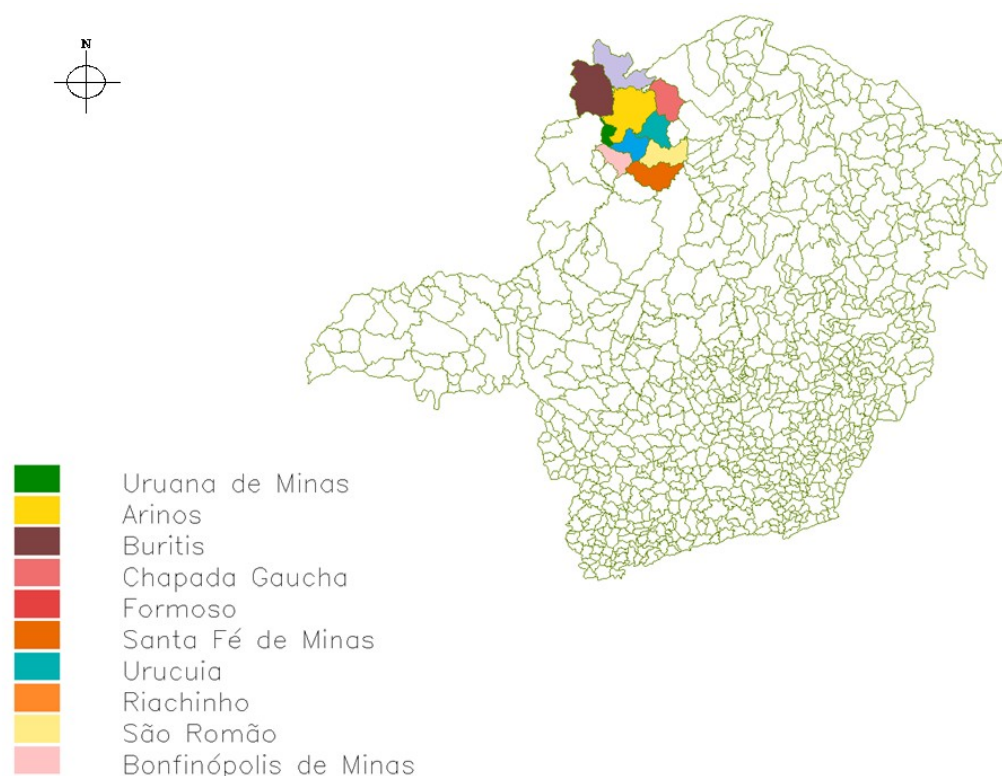 N
Uruana de Minas
Arinos
Buritis
Chapada Gaucha
Formoso
Santa Fé de Minas
Urucuia
Riachinho
São Romão
Bonfinópolis de Minas